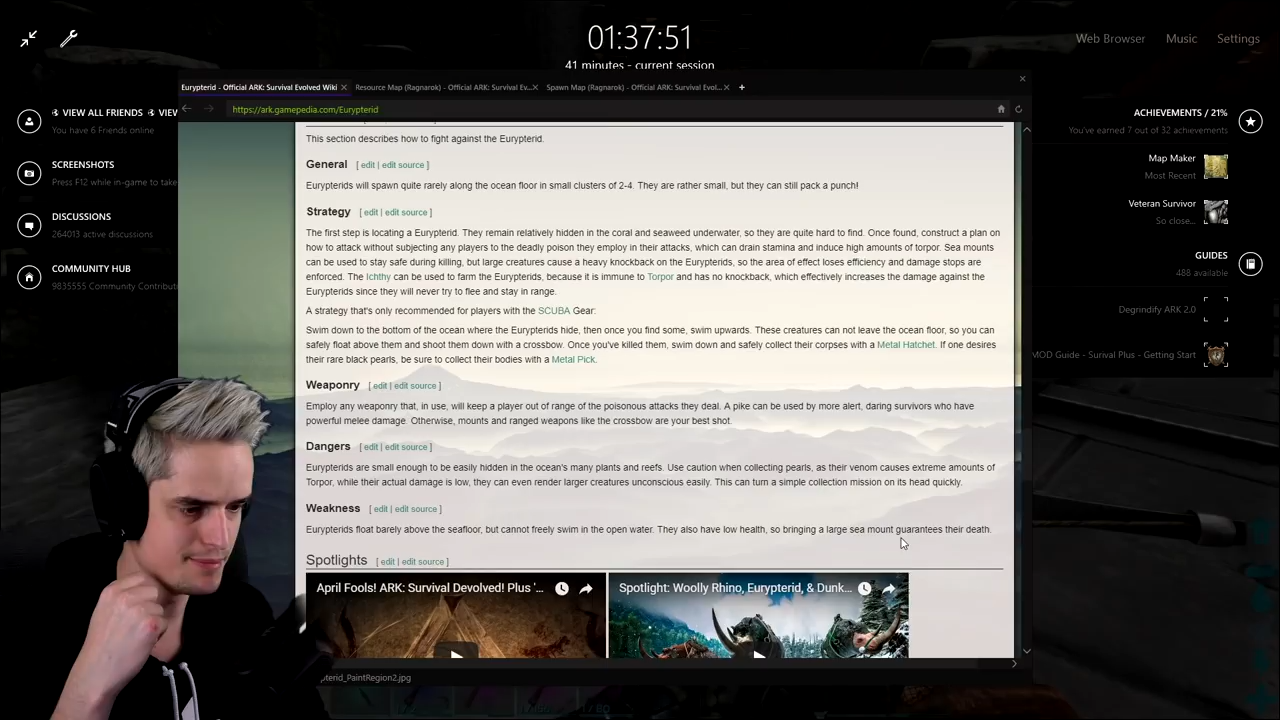 01:37:51
41 minutes - current session
Web Browser
Music
Settings
VIEW ALL FRIENDS VIEW
You have 6 Friends online
SCREENSHOTS
Press F12 while in-game to take
DISCUSSIONS
264013 active discussions
COMMUNITY HUB
9835555 Community Contributi
Eurypterid - Official ARK: Survival Evolved Wiki
Resource Map (Ragnarok) - Official ARK: Survival Ev...
Spawn Map (Ragnarok) - Official ARK: Survival Evol...
https://ark.gamepedia.com/Eurypterid
This section describes how to fight against the Eurypterid.
General [ edit | edit source ]
Eurypterids will spawn quite rarely along the ocean floor in small clusters of 2-4. They are rather small, but they can still pack a punch!
Strategy [ edit | edit source ]
The first step is locating a Eurypterid. They remain relatively hidden in the coral and seaweed underwater, so they are quite hard to find. Once found, construct a plan on
how to attack without subjecting any players to the deadly poison they employ in their attacks, which can drain stamina and induce high amounts of torpor. Sea mounts
can be used to stay safe during killing, but large creatures cause a heavy knockback on the Eurypterids, so the area of effect loses efficiency and damage stops are
enforced. The Ichthy can be used to farm the Eurypterids, because it is immune to Torpor and has no knockback, which effectively increases the damage against the
Eurypterids since they will never try to flee and stay in range.
A strategy that's only recommended for players with the SCUBA Gear:
Swim down to the bottom of the ocean where the Eurypterids hide, then once you find some, swim upwards. These creatures can not leave the ocean floor, so you can
safely float above them and shoot them down with a crossbow. Once you've killed them, swim down and safely collect their corpses with a Metal Hatchet. If one desires
their rare black pearls, be sure to collect their bodies with a Metal Pick.
Weaponry [ edit | edit source ]
Employ any weaponry that, in use, will keep a player out of range of the poisonous attacks they deal. A pike can be used by more alert, daring survivors who have
powerful melee damage. Otherwise, mounts and ranged weapons like the crossbow are your best shot.
Dangers [ edit | edit source ]
Eurypterids are small enough to be easily hidden in the ocean's many plants and reefs. Use caution when collecting pearls, as their venom causes extreme amounts of
Torpor, while their actual damage is low, they can even render larger creatures unconscious easily. This can turn a simple collection mission on its head quickly.
Weakness [ edit | edit source ]
Eurypterids float barely above the seafloor, but cannot freely swim in the open water. They also have low health, so bringing a large sea mount guarantees their death.
Spotlights [ edit | edit source ]
April Fools! ARK: Survival Devolved! Plus '...
Spotlight: Woolly Rhino, Eurypterid, & Dunk...
pterid_PaintRegion2.jpg
ACHIEVEMENTS / 21%
You've earned 7 out of 32 achievements
Map Maker
Most Recent
Veteran Survivor
So close...
GUIDES
488 available
Degrindify ARK 2.0
MOD Guide - Surival Plus - Getting Start